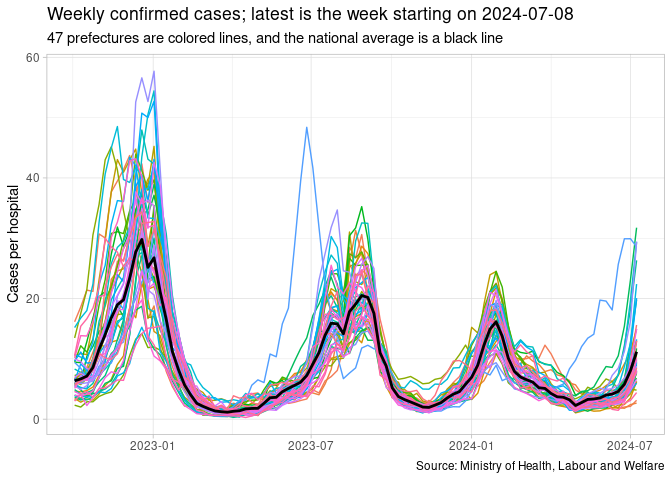 Weekly confirmed cases; latest is the week starting on 2024-07-08
47 prefectures are colored lines, and the national average is a black line
60
40
20
0
Cases per hospital
2023-01
2023-07
2024-01
2024-07
Source: Ministry of Health, Labour and Welfare